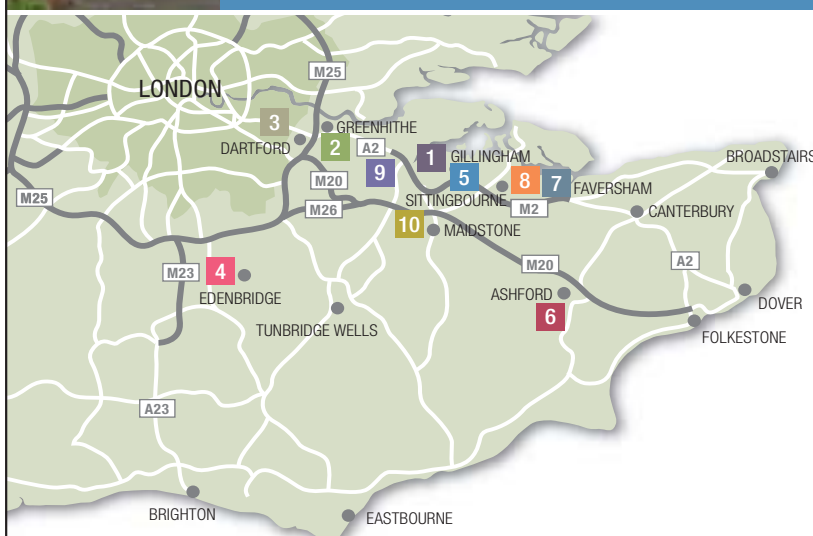 M25
LONDON
3
GREENHITHE
DARTFORD
2
A2
1
GILLINGHAM
BROADSTAIRS
9
5
8
7
FAVERSHAM
M20
SITTINGBOURNE
M25
M26
M2
CANTERBURY
10
MAIDSTONE
M23
4
M20
A2
EDENBRIDGE
ASHFORD
DOVER
6
TUNBRIDGE WELLS
FOLKESTONE
A23
BRIGHTON
EASTBOURNE